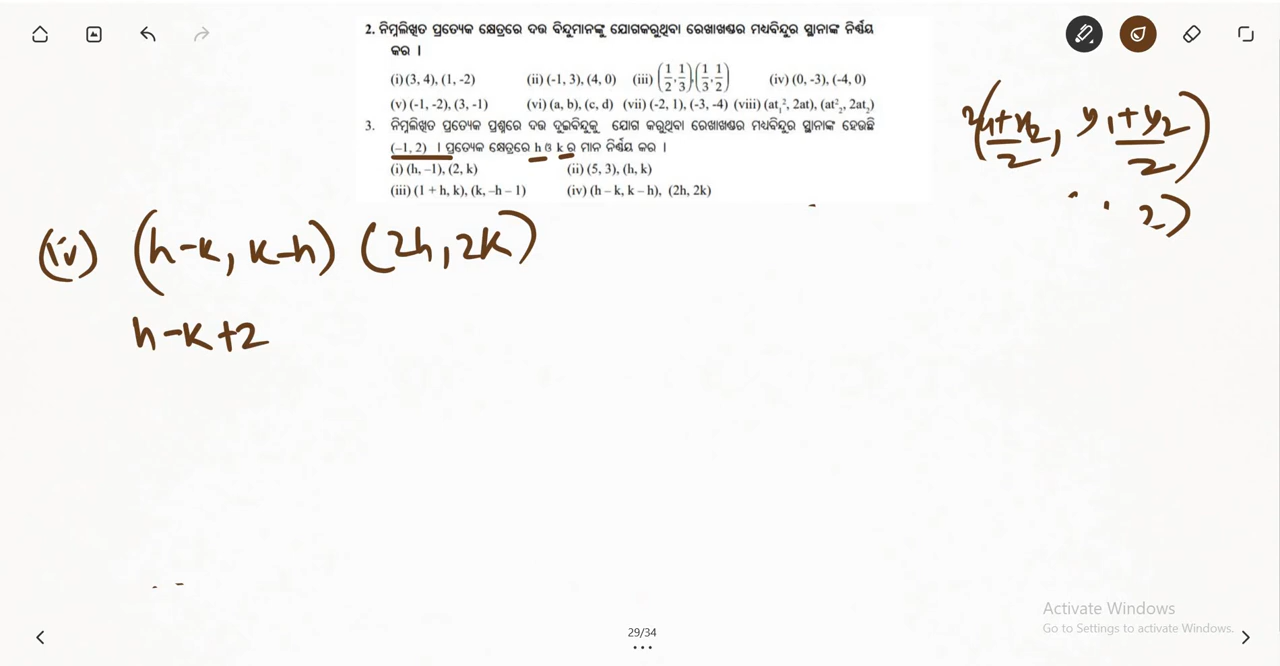 2. ନିମ୍ନଲିଖିତ ପ୍ରତ୍ୟେକ କ୍ଷେତ୍ରରେ ଦତ୍ତ ବିନ୍ଦୁମାନଙ୍କୁ ଯୋଗକରୁଥିବା ରେଖାଖଣ୍ଡର ମଧ୍ୟବିନ୍ଦୁର ସ୍ଥାନାଙ୍କ ନିର୍ଣ୍ଣୟ
କର ।
(i) (3, 4), (1, -2) (ii) (-1, 3), (4, 0) (iii) (1/2, 1/3), (1/3, 1/2) (iv) (0, -3), (-4, 0)
(v) (-1, -2), (3, -1) (vi) (a, b), (c, d) (vii) (-2, 1), (-3, -4) (viii) (at₁², 2at), (at²₂, 2at₂)
3. ନିମ୍ନଲିଖିତ ପ୍ରତ୍ୟେକ ପ୍ରଶ୍ନରେ ଦତ୍ତ ଦୁଇବିନ୍ଦୁକୁ ଯୋଗ କରୁଥିବା ରେଖାଖଣ୍ଡର ମଧ୍ୟବିନ୍ଦୁର ସ୍ଥାନାଙ୍କ ହେଉଛି
(–1, 2) । ପ୍ରତ୍ୟେକ କ୍ଷେତ୍ରରେ h ଓ k ର ମାନ ନିର୍ଣ୍ଣୟ କର ।
(i) (h, –1), (2, k) (ii) (5, 3), (h, k)
(iii) (1 + h, k), (k, –h – 1) (iv) (h – k, k – h), (2h, 2k)
(x₁+x₂/2, y₁+y₂/2)
2)
(iv) (h-k, k-h) (2h, 2k)
h-k+2
Activate Windows
Go to Settings to activate Windows.
29/34